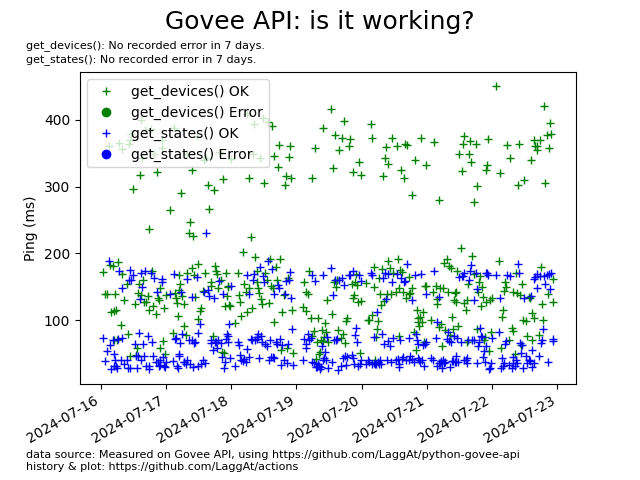 Govee API: is it working?
get_devices(): No recorded error in 7 days.
get_states(): No recorded error in 7 days.
get_devices() OK
get_devices() Error
get_states() OK
get_states() Error
400
300
200
100
Ping (ms)
2024-07-16
2024-07-17
2024-07-18
2024-07-19
2024-07-20
2024-07-21
2024-07-22
2024-07-23
data source: Measured on Govee API, using https://github.com/LaggAt/python-govee-api
history & plot: https://github.com/LaggAt/actions